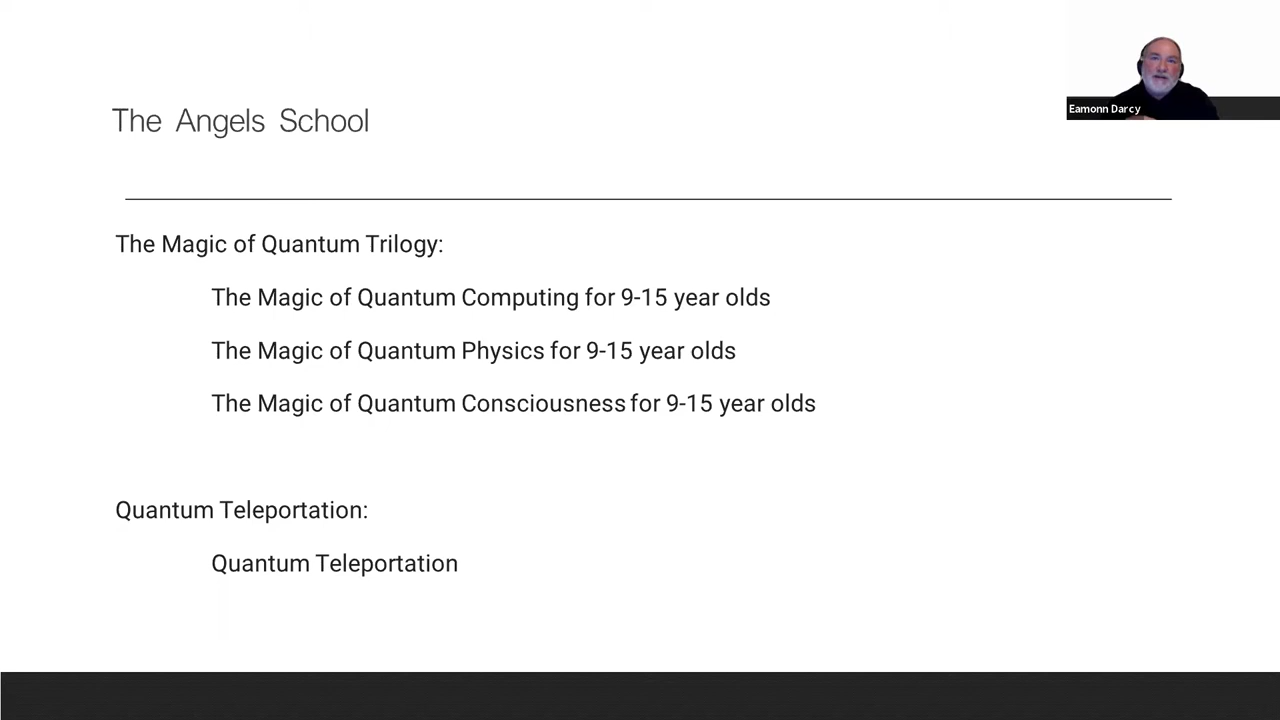 The Angels School
Eamonn Darcy
The Magic of Quantum Trilogy:
The Magic of Quantum Computing for 9-15 year olds
The Magic of Quantum Physics for 9-15 year olds
The Magic of Quantum Consciousness for 9-15 year olds
Quantum Teleportation:
Quantum Teleportation